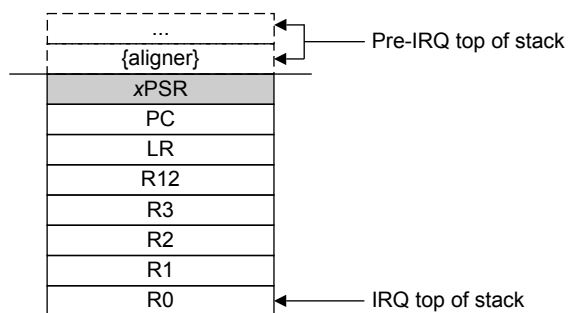 ...
Pre-IRQ top of stack
{aligner}
xPSR
PC
LR
R12
R3
R2
R1
R0
IRQ top of stack